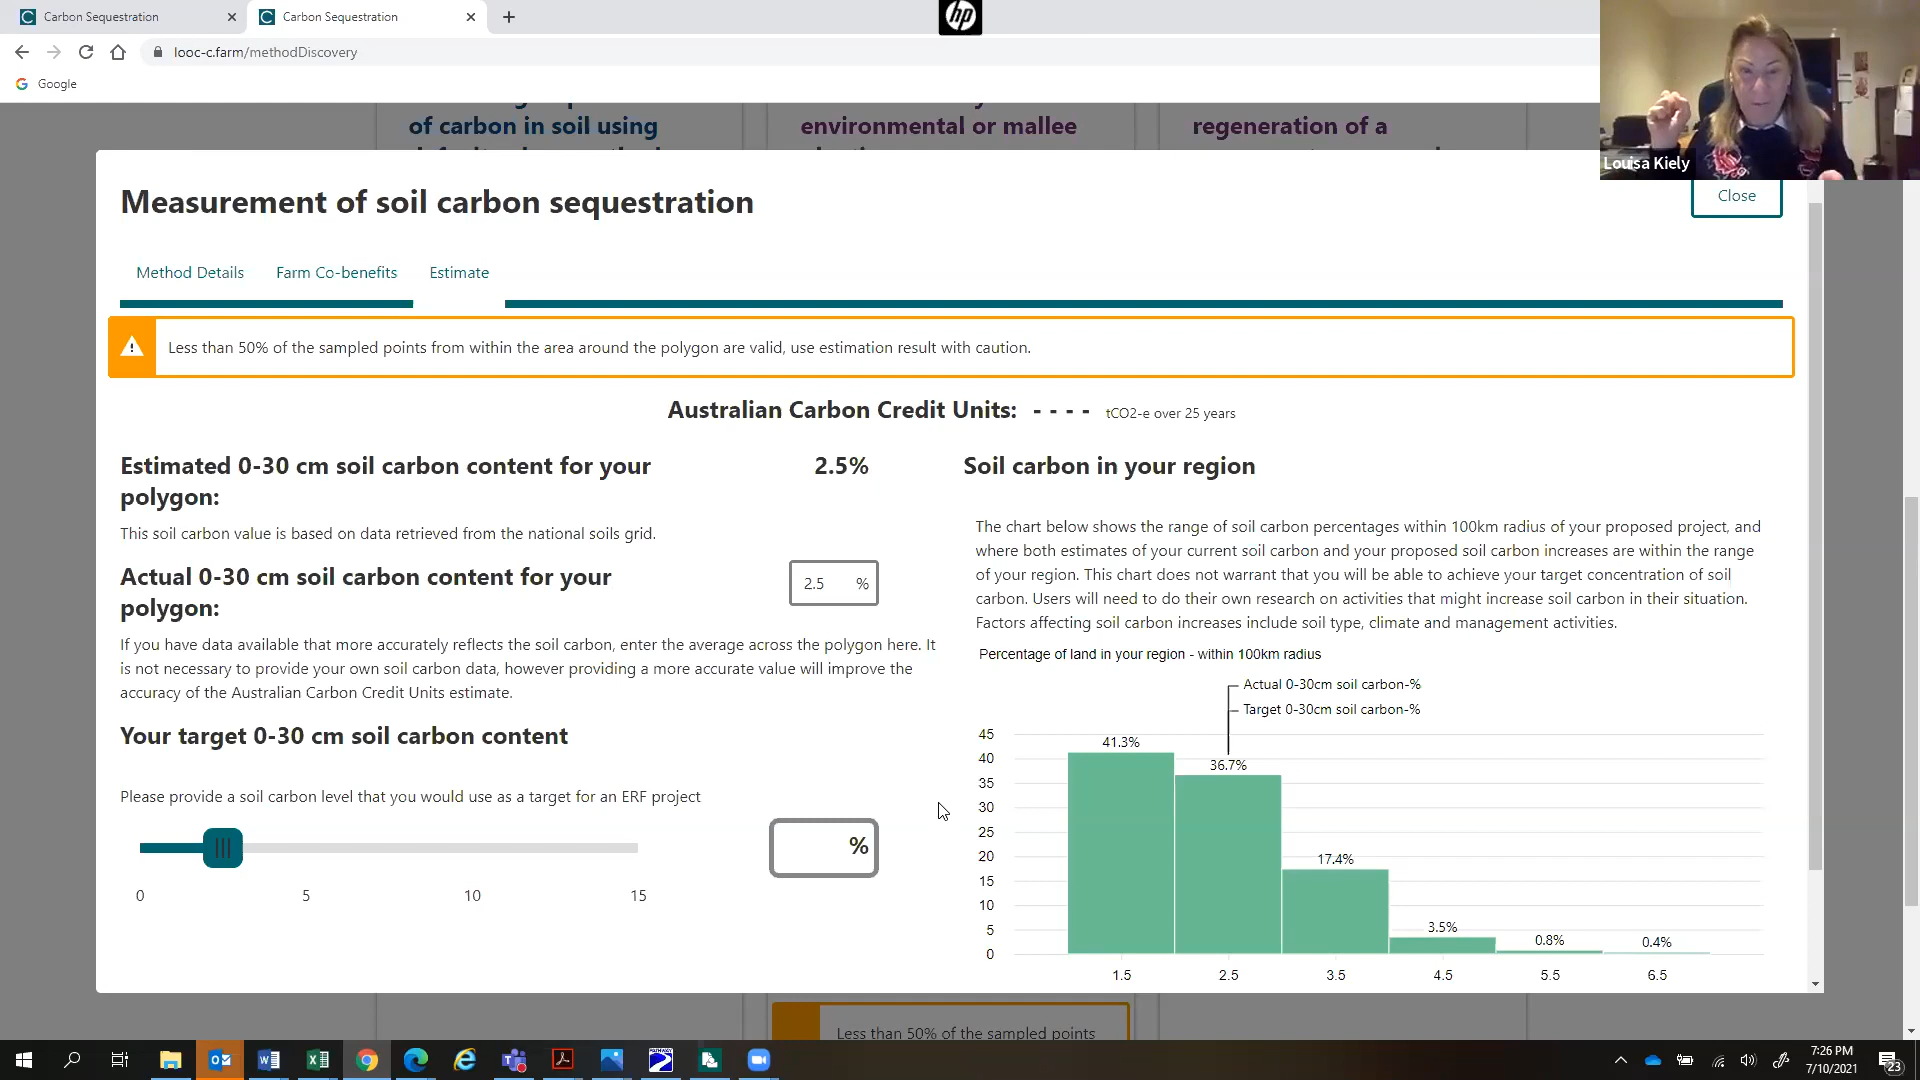 Carbon Sequestration
Carbon Sequestration
hp
looc-c.farm/methodDiscovery
Google
of carbon in soil using
environmental or mallee
regeneration of a
Louisa Kiely
Measurement of soil carbon sequestration
Close
Method Details Farm Co-benefits Estimate
Less than 50% of the sampled points from within the area around the polygon are valid, use estimation result with caution.
Australian Carbon Credit Units: - - - - tCO2-e over 25 years
Estimated 0-30 cm soil carbon content for your
polygon:
2.5%
This soil carbon value is based on data retrieved from the national soils grid.
Actual 0-30 cm soil carbon content for your
polygon:
2.5 %
If you have data available that more accurately reflects the soil carbon, enter the average across the polygon here. It
is not necessary to provide your own soil carbon data, however providing a more accurate value will improve the
accuracy of the Australian Carbon Credit Units estimate.
Your target 0-30 cm soil carbon content
Please provide a soil carbon level that you would use as a target for an ERF project
%
0 5 10 15
Soil carbon in your region
The chart below shows the range of soil carbon percentages within 100km radius of your proposed project, and
where both estimates of your current soil carbon and your proposed soil carbon increases are within the range
of your region. This chart does not warrant that you will be able to achieve your target concentration of soil
carbon. Users will need to do their own research on activities that might increase soil carbon in their situation.
Factors affecting soil carbon increases include soil type, climate and management activities.
Percentage of land in your region - within 100km radius
Actual 0-30cm soil carbon-%
Target 0-30cm soil carbon-%
45
40
35
30
25
20
15
10
5
0
41.3%
36.7%
17.4%
3.5%
0.8%
0.4%
1.5 2.5 3.5 4.5 5.5 6.5
Less than 50% of the sampled points
7:26 PM
7/10/2021
23